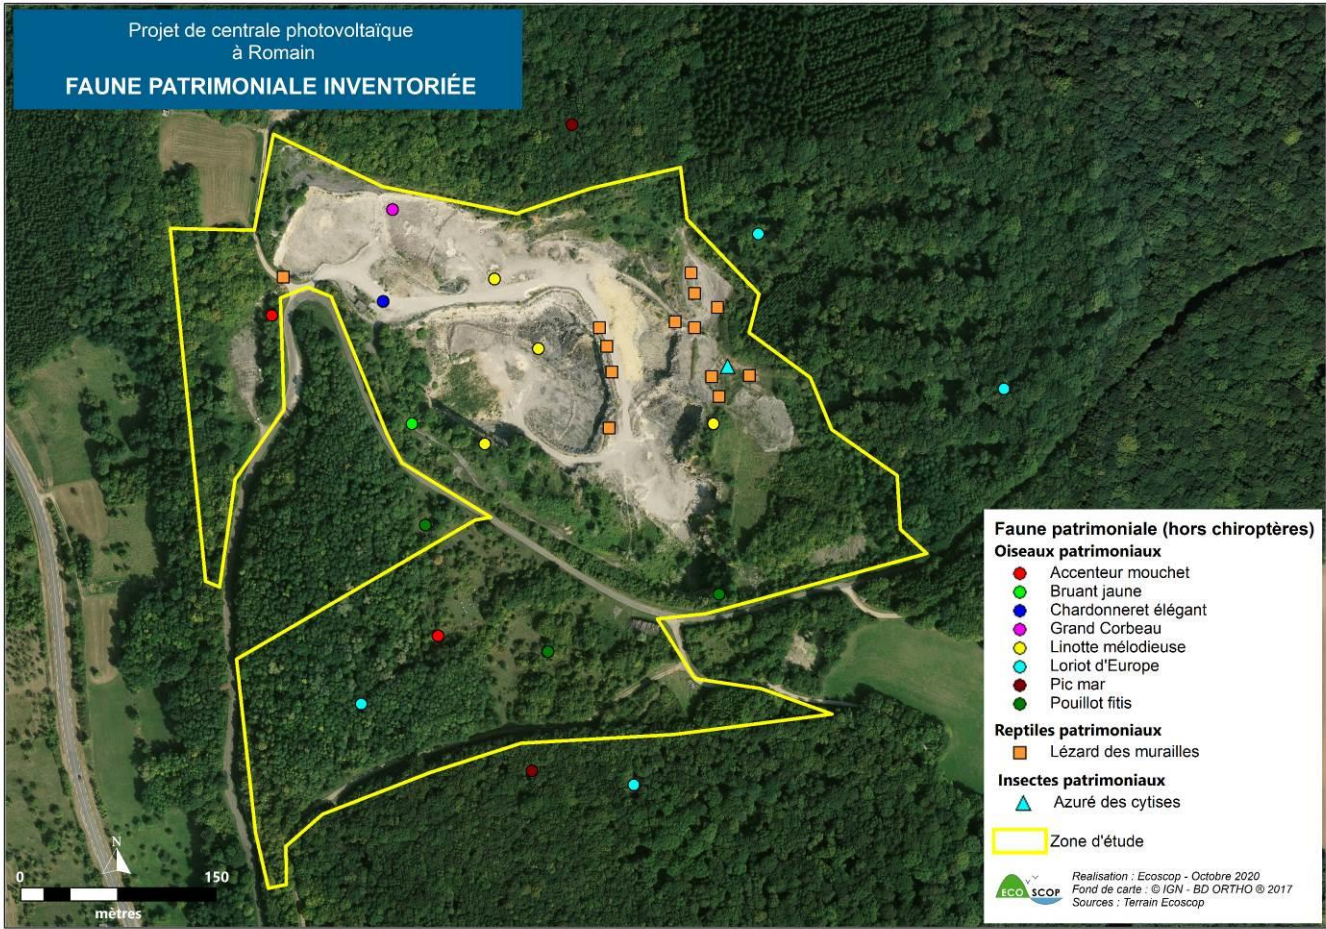 Projet de centrale photovoltaïque
à Romain
FAUNE PATRIMONIALE INVENTORIÉE
Faune patrimoniale (hors chiroptères)
Oiseaux patrimoniaux
Accenteur mouchet
Bruant jaune
Chardonneret élégant
Grand Corbeau
Linotte mélodieuse
Loriot d'Europe
Pic mar
Pouillot fitis
Reptiles patrimoniaux
Lézard des murailles
Insectes patrimoniaux
Azuré des cytises
Zone d'étude
ECO SCOP
Realisation : Ecoscop - Octobre 2020
Fond de carte : © IGN - BD ORTHO ® 2017
Sources : Terrain Ecoscop
N
0 150
mètres